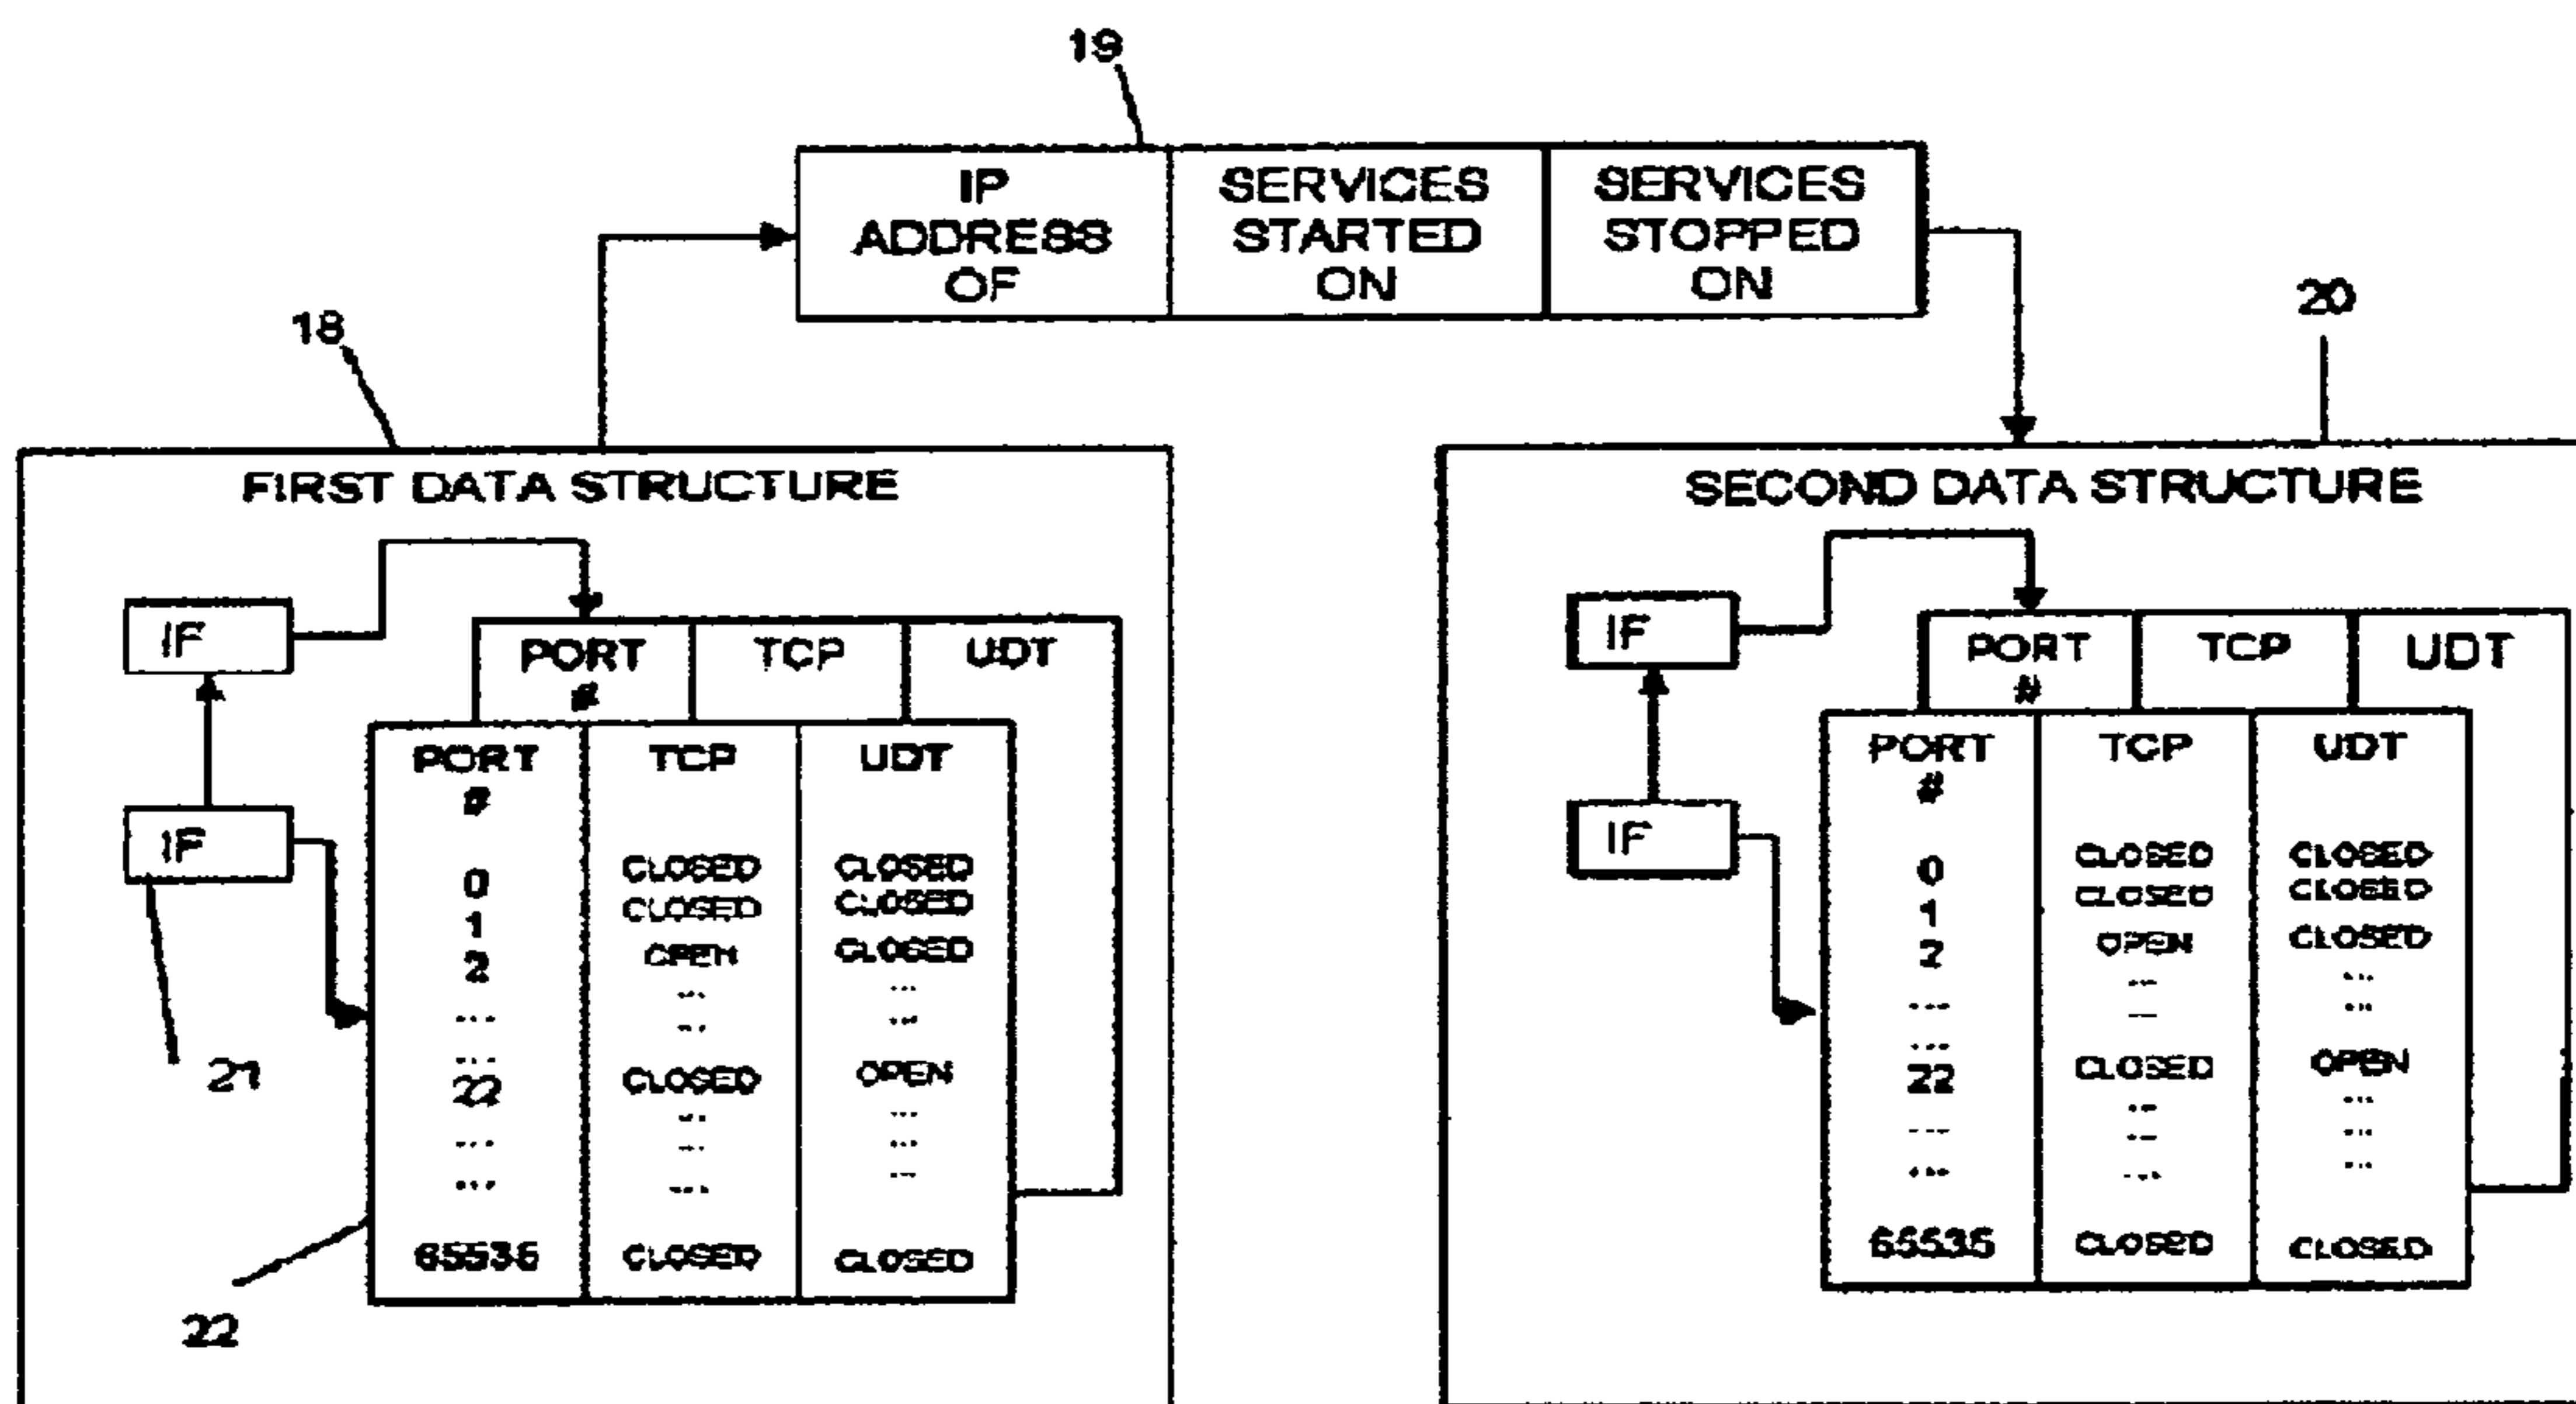 19
IP ADDRESS OF
SERVICES STARTED ON
SERVICES STOPPED ON
18
20
FIRST DATA STRUCTURE
IF
PORT # TCP UDT
IF
PORT # TCP UDT
0 CLOSED CLOSED
1 CLOSED CLOSED
2 OPEN CLOSED
... ... ...
... ... ...
22 CLOSED OPEN
... ... ...
... ... ...
... ...
65535 CLOSED CLOSED
21
22
SECOND DATA STRUCTURE
IF
PORT # TCP UDT
IF
PORT # TCP UDT
0 CLOSED CLOSED
1 CLOSED CLOSED
2 OPEN CLOSED
... ... ...
... ... ...
22 CLOSED OPEN
... ... ...
... ... ...
... ...
65535 CLOSED CLOSED